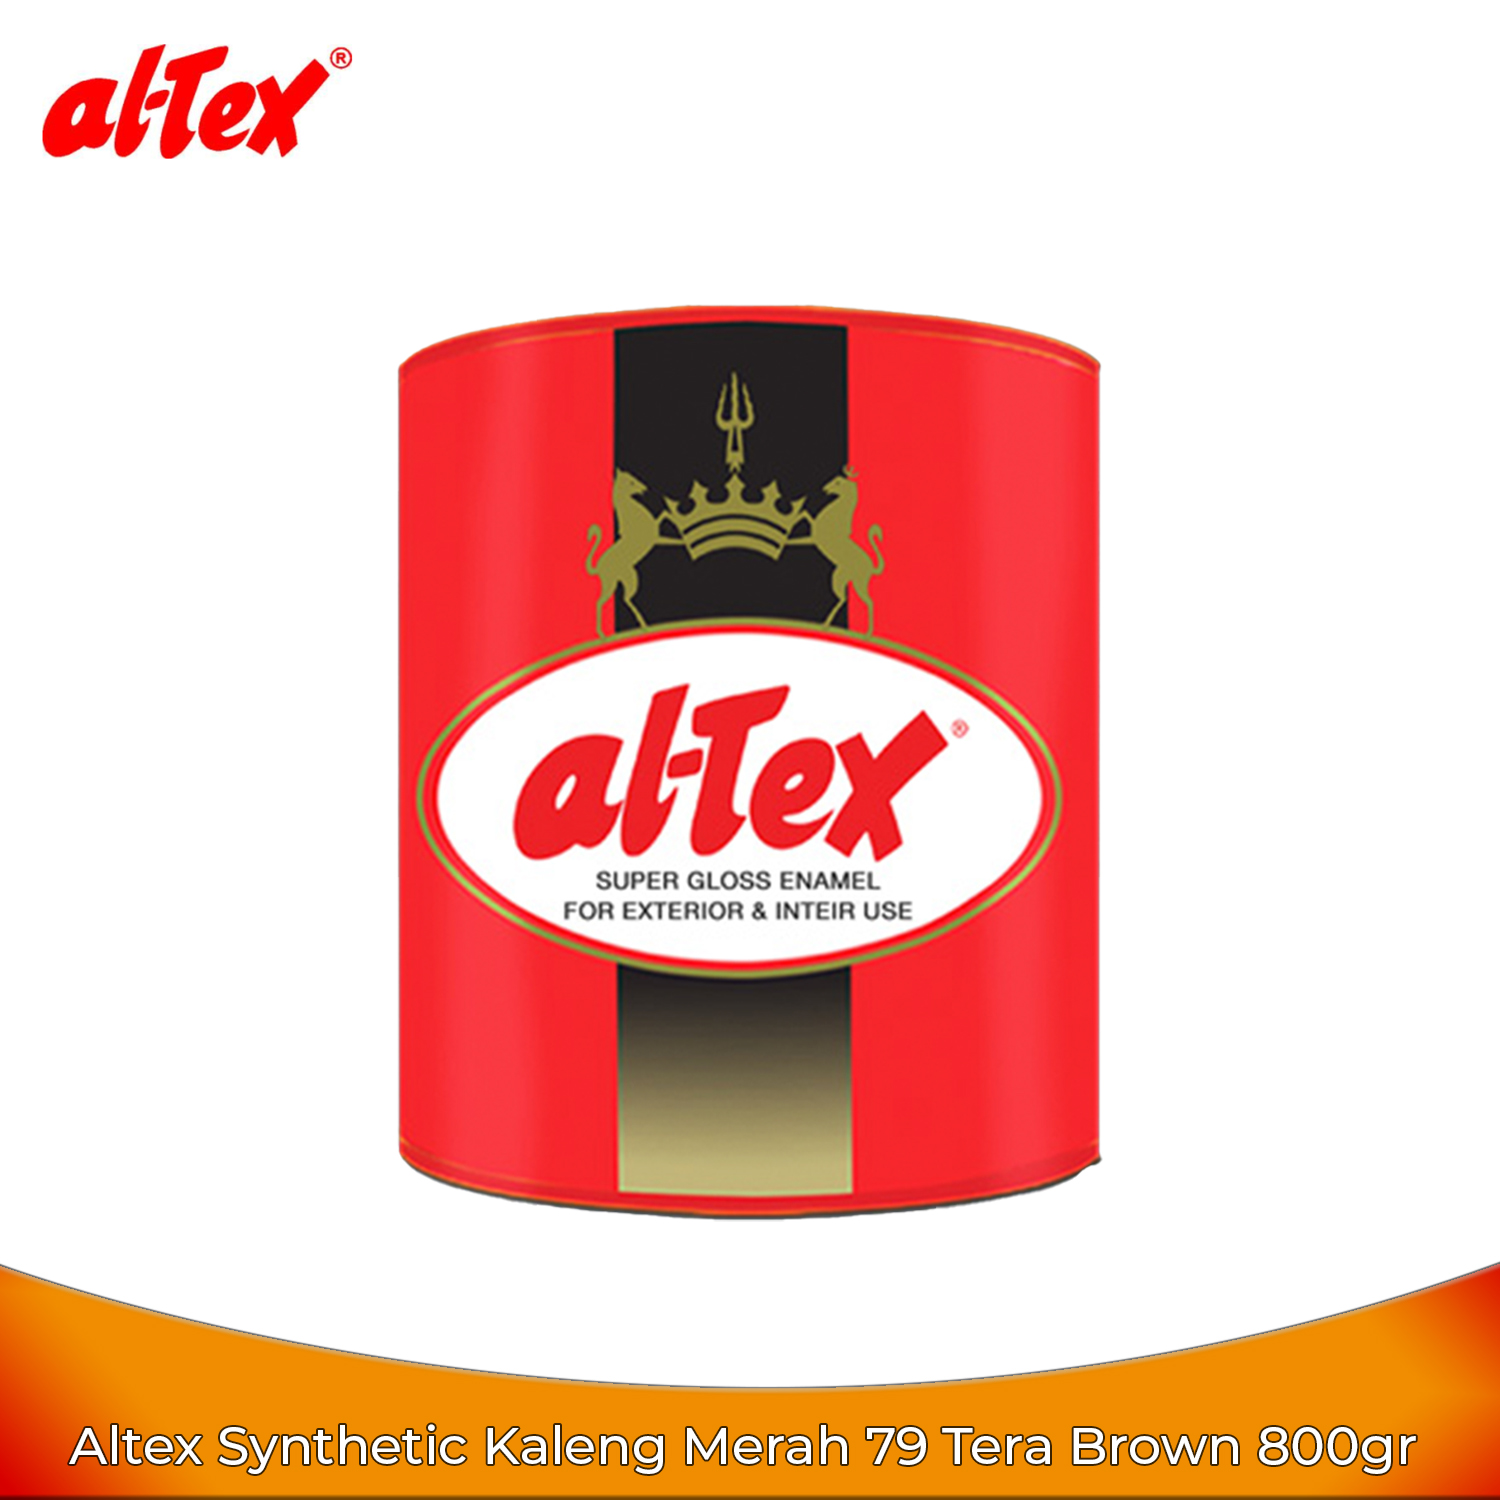 al-Tex®
al-Tex®
SUPER GLOSS ENAMEL
FOR EXTERIOR & INTEIR USE
Altex Synthetic Kaleng Merah 79 Tera Brown 800gr